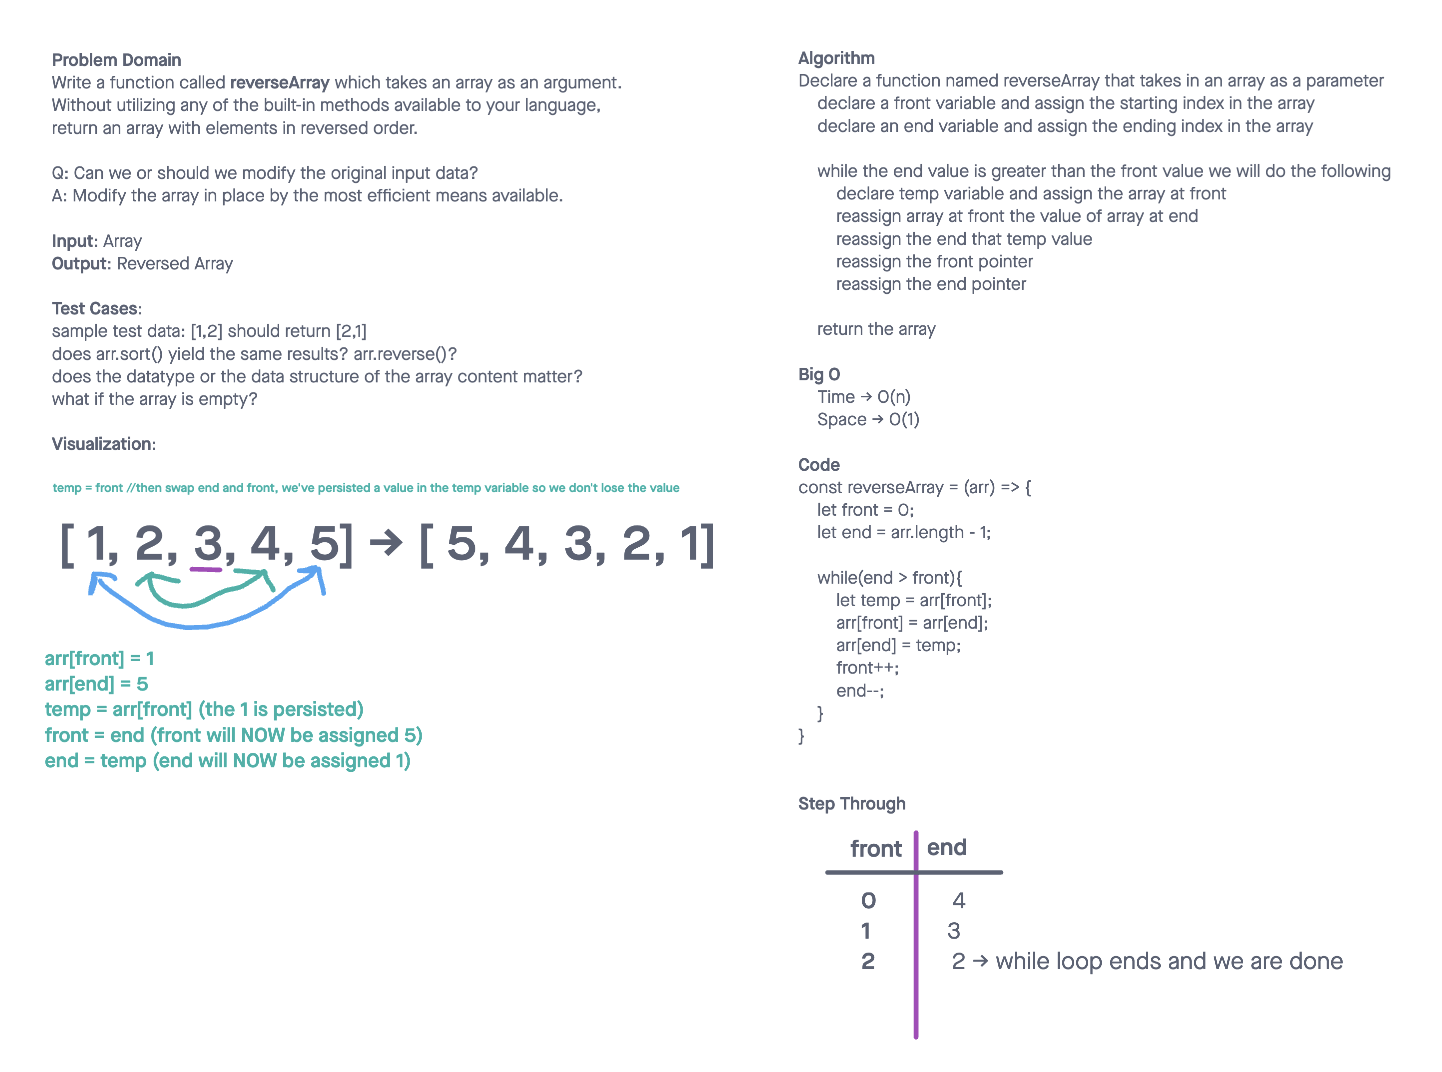 Problem Domain
Write a function called reverseArray which takes an array as an argument.
Without utilizing any of the built-in methods available to your language,
return an array with elements in reversed order.
Q: Can we or should we modify the original input data?
A: Modify the array in place by the most efficient means available.
Input: Array
Output: Reversed Array
Test Cases:
sample test data: [1,2] should return [2,1]
does arr.sort() yield the same results? arr.reverse()?
does the datatype or the data structure of the array content matter?
what if the array is empty?
Visualization:
temp = front //then swap end and front, we've persisted a value in the temp variable so we don't lose the value
[ 1, 2, 3, 4, 5] → [ 5, 4, 3, 2, 1]
arr[front] = 1
arr[end] = 5
temp = arr[front] (the 1 is persisted)
front = end (front will NOW be assigned 5)
end = temp (end will NOW be assigned 1)
Algorithm
Declare a function named reverseArray that takes in an array as a parameter
declare a front variable and assign the starting index in the array
declare an end variable and assign the ending index in the array
while the end value is greater than the front value we will do the following
declare temp variable and assign the array at front
reassign array at front the value of array at end
reassign the end that temp value
reassign the front pointer
reassign the end pointer
return the array
Big O
Time → O(n)
Space → O(1)
Code
const reverseArray = (arr) => {
let front = 0;
let end = arr.length - 1;
while(end > front){
let temp = arr[front];
arr[front] = arr[end];
arr[end] = temp;
front++;
end--;
}
}
Step Through
front end
0 4
1 3
2 2 → while loop ends and we are done